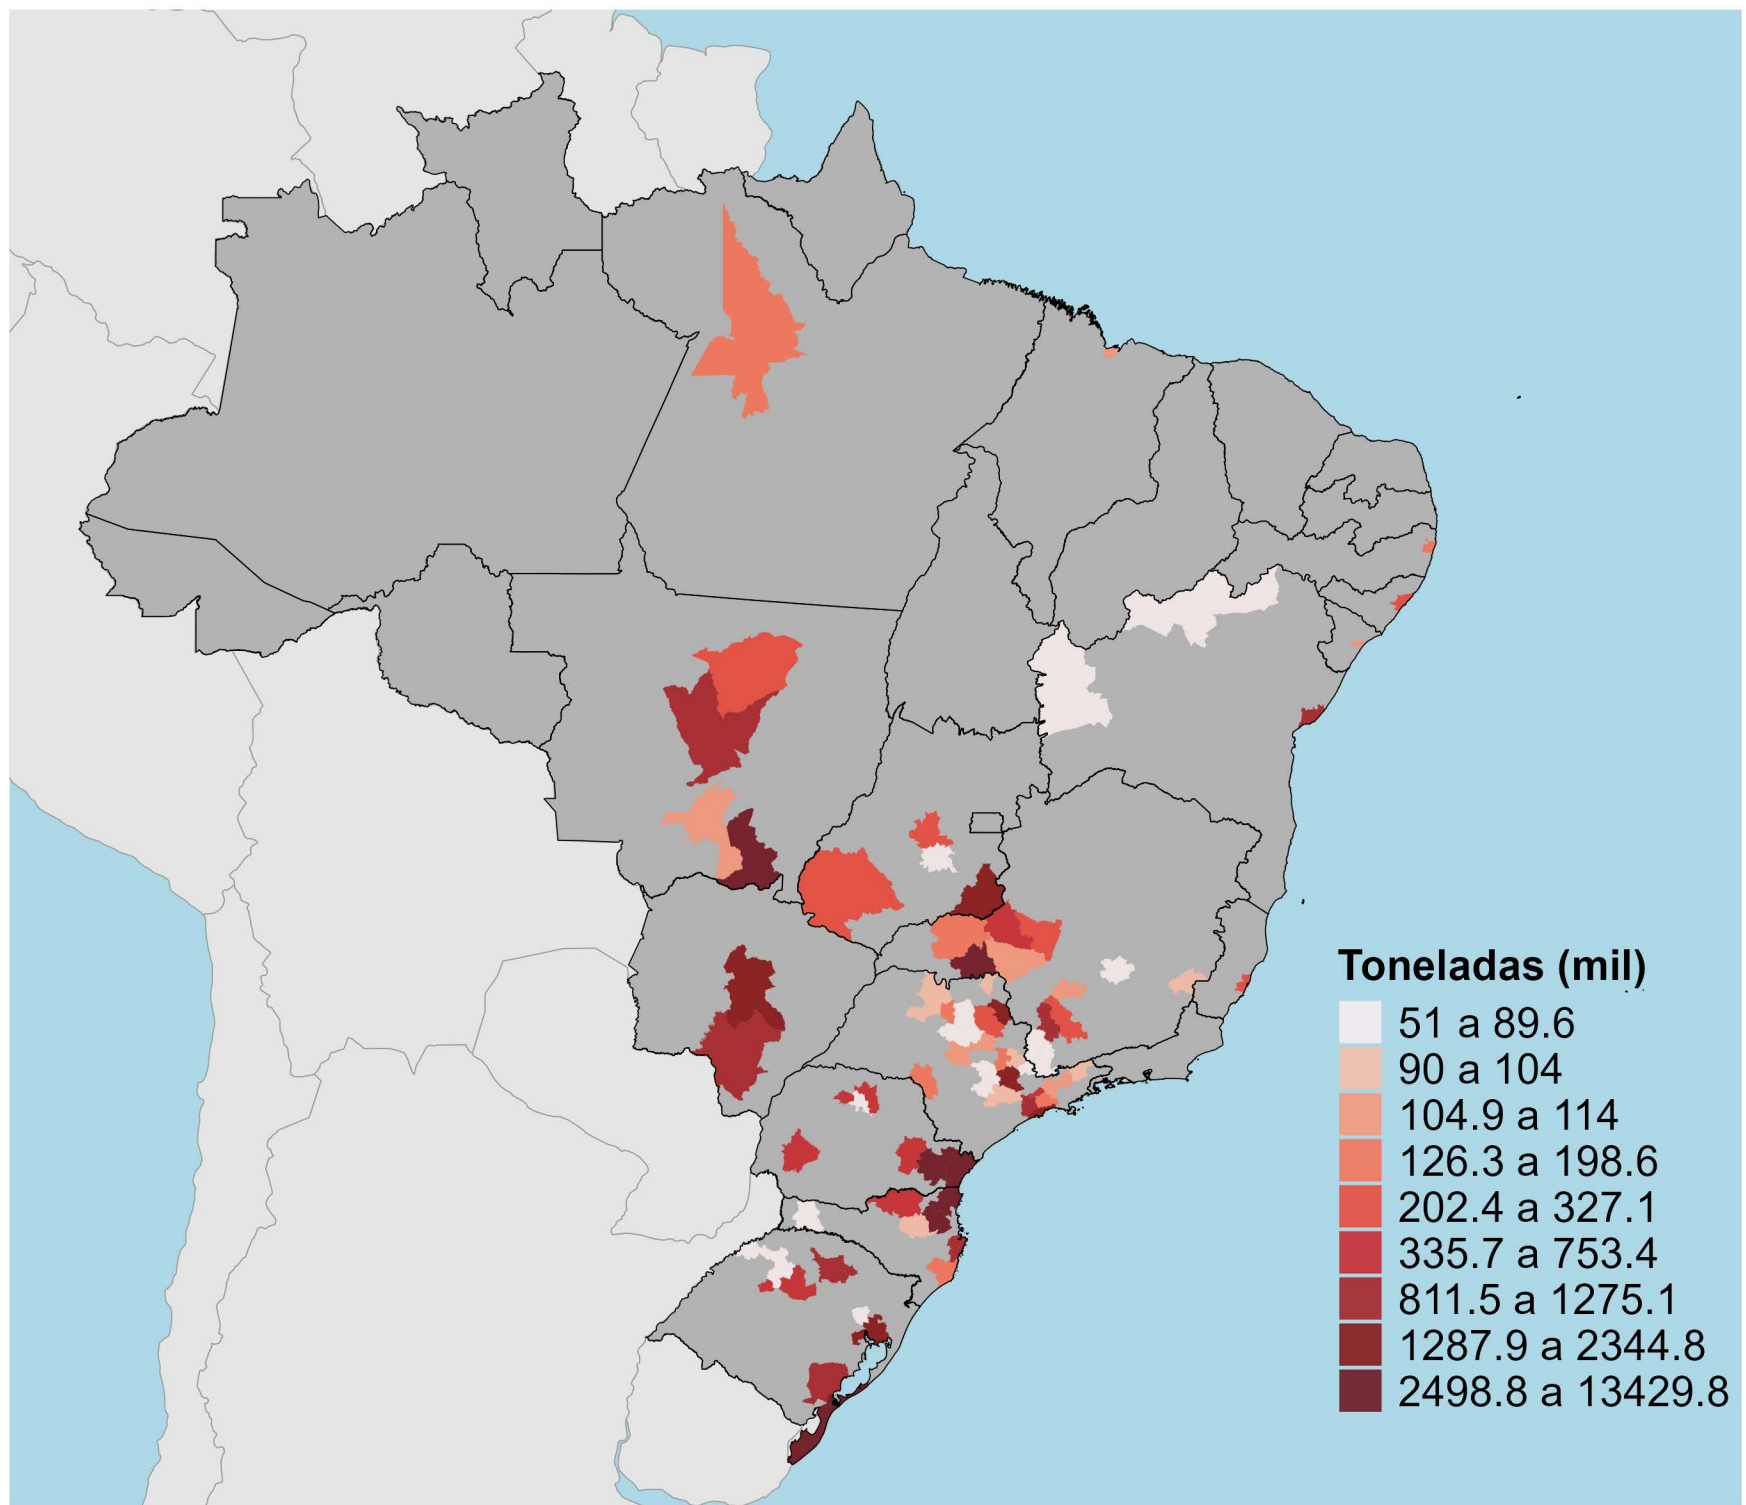 Toneladas (mil)
51 a 89.6
90 a 104
104.9 a 114
126.3 a 198.6
202.4 a 327.1
335.7 a 753.4
811.5 a 1275.1
1287.9 a 2344.8
2498.8 a 13429.8